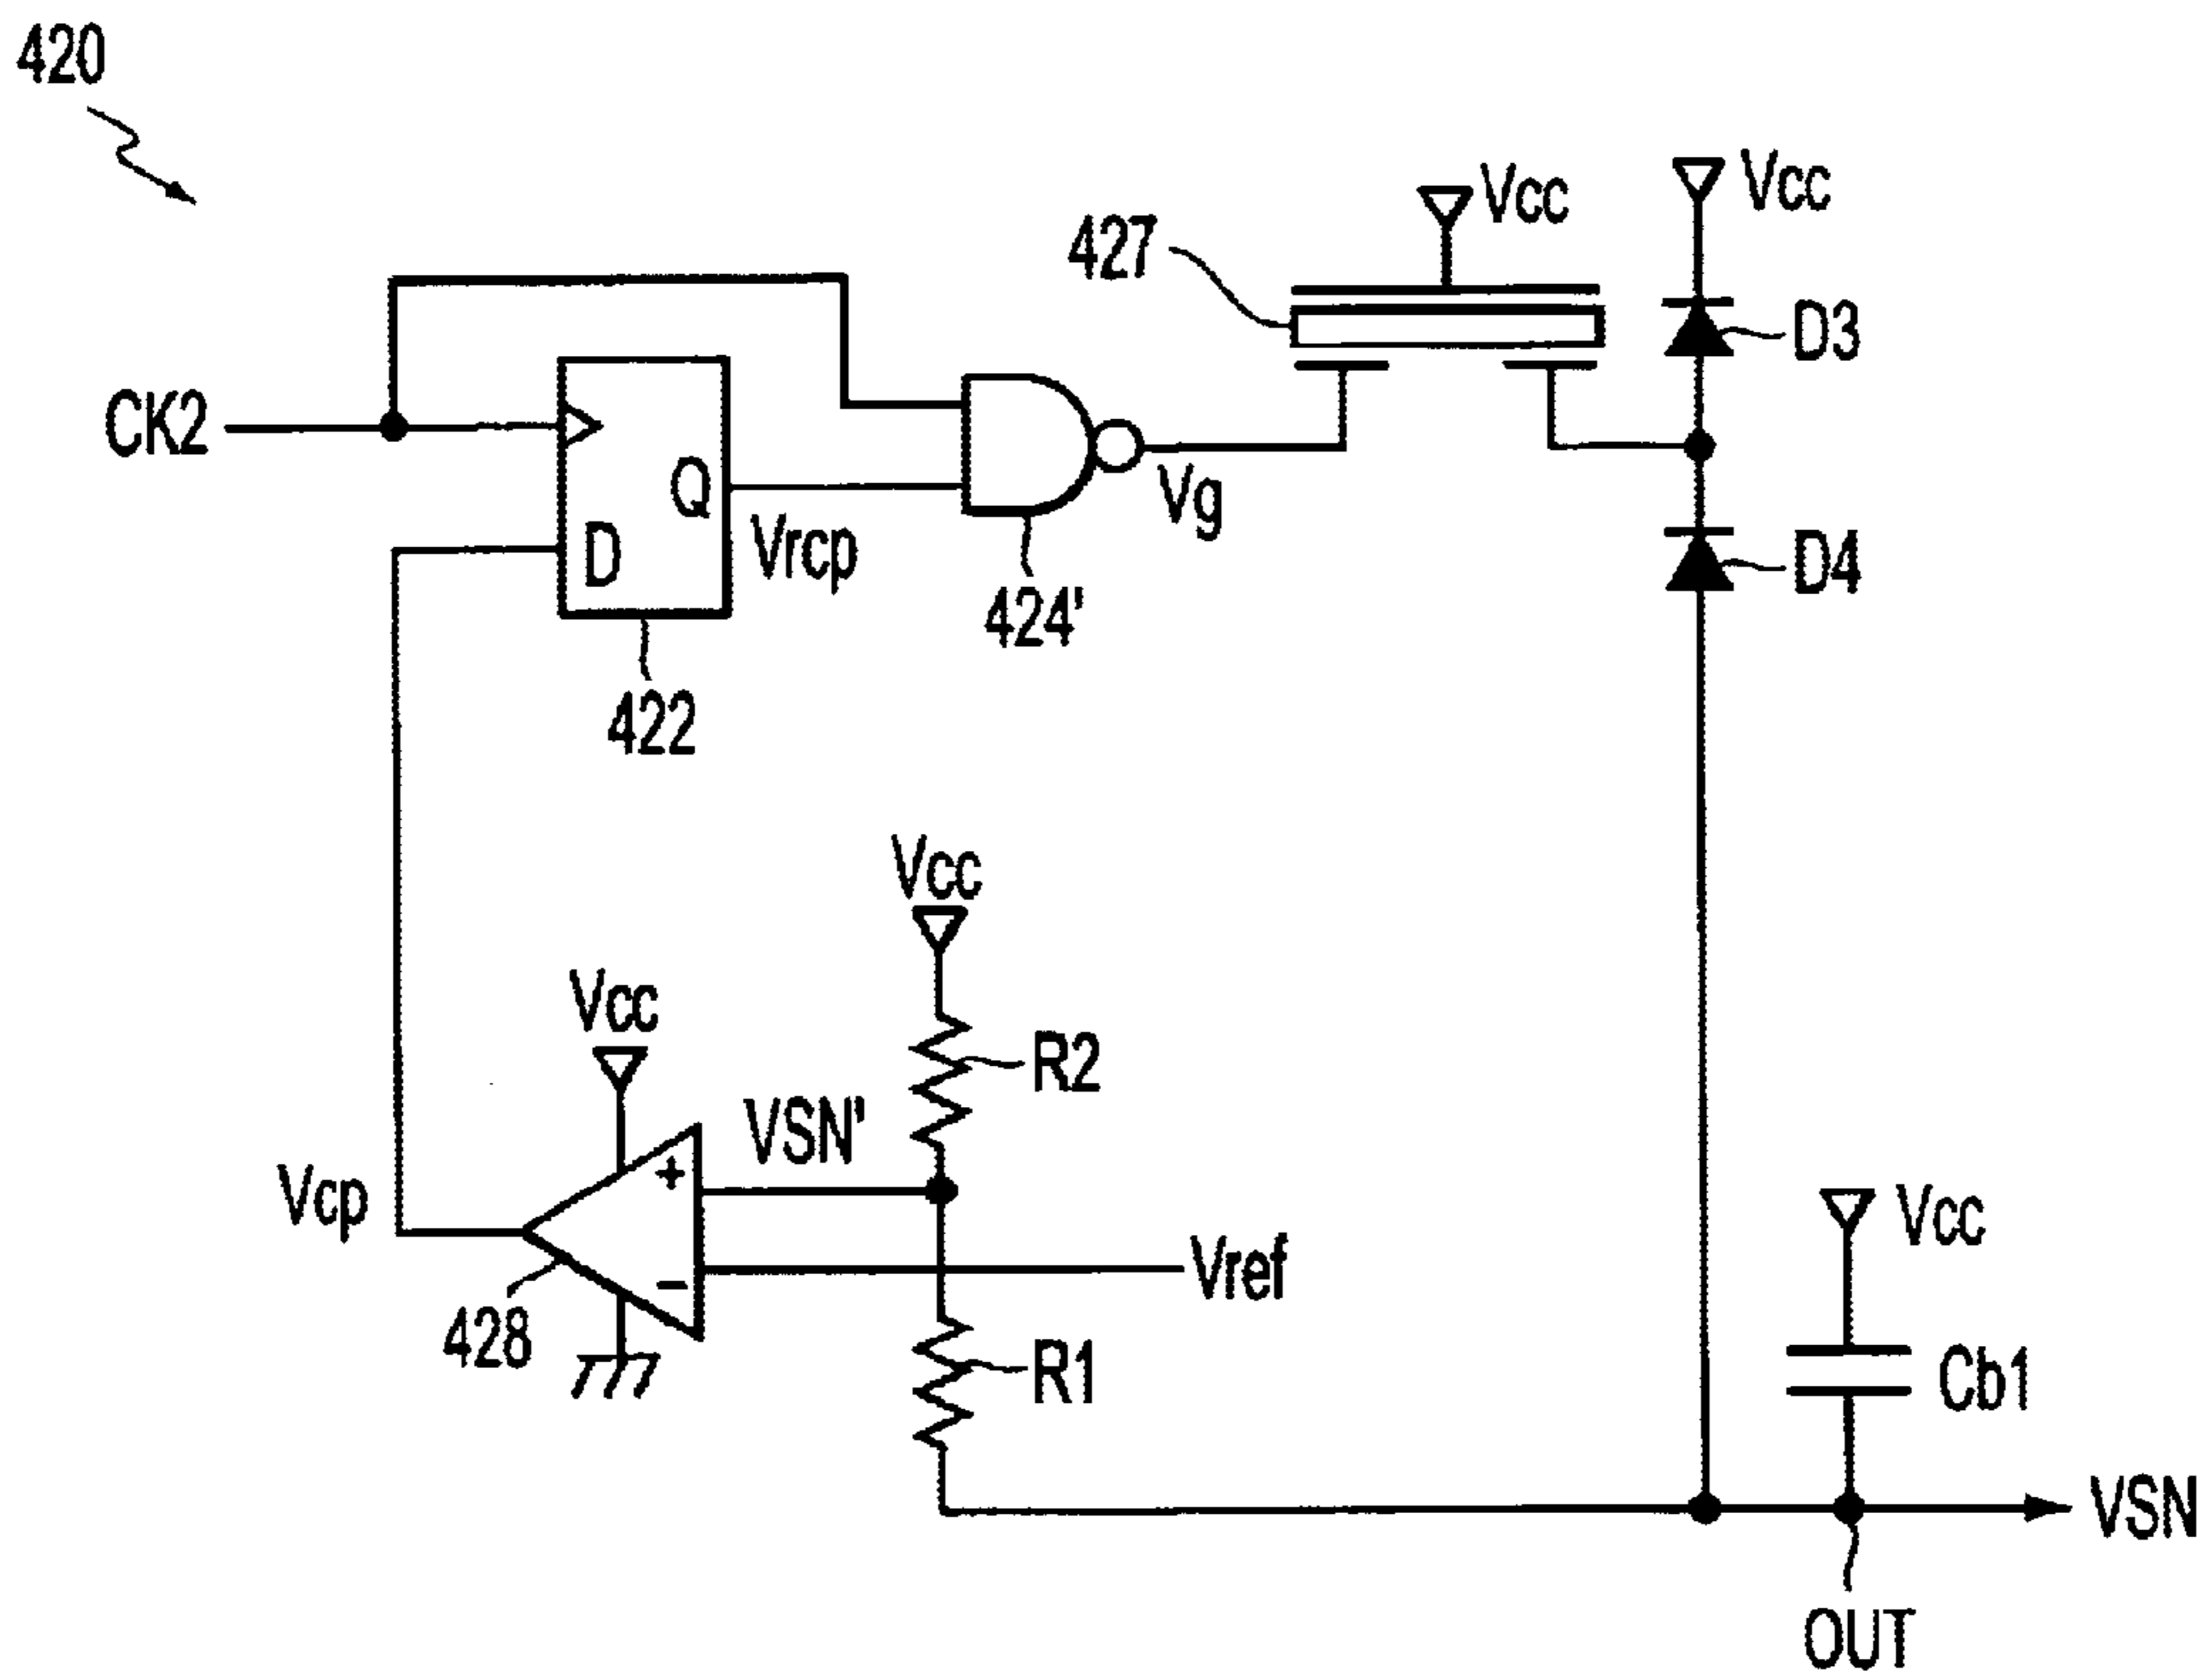 420
Vcc
Vcc
427
D3
CK2
Q
Vg
D
Vrcp
D4
424'
422
Vcc
Vcc
R2
VSN'
+
Vcp
Vcc
Vref
-
428
R1
Cb1
VSN
OUT